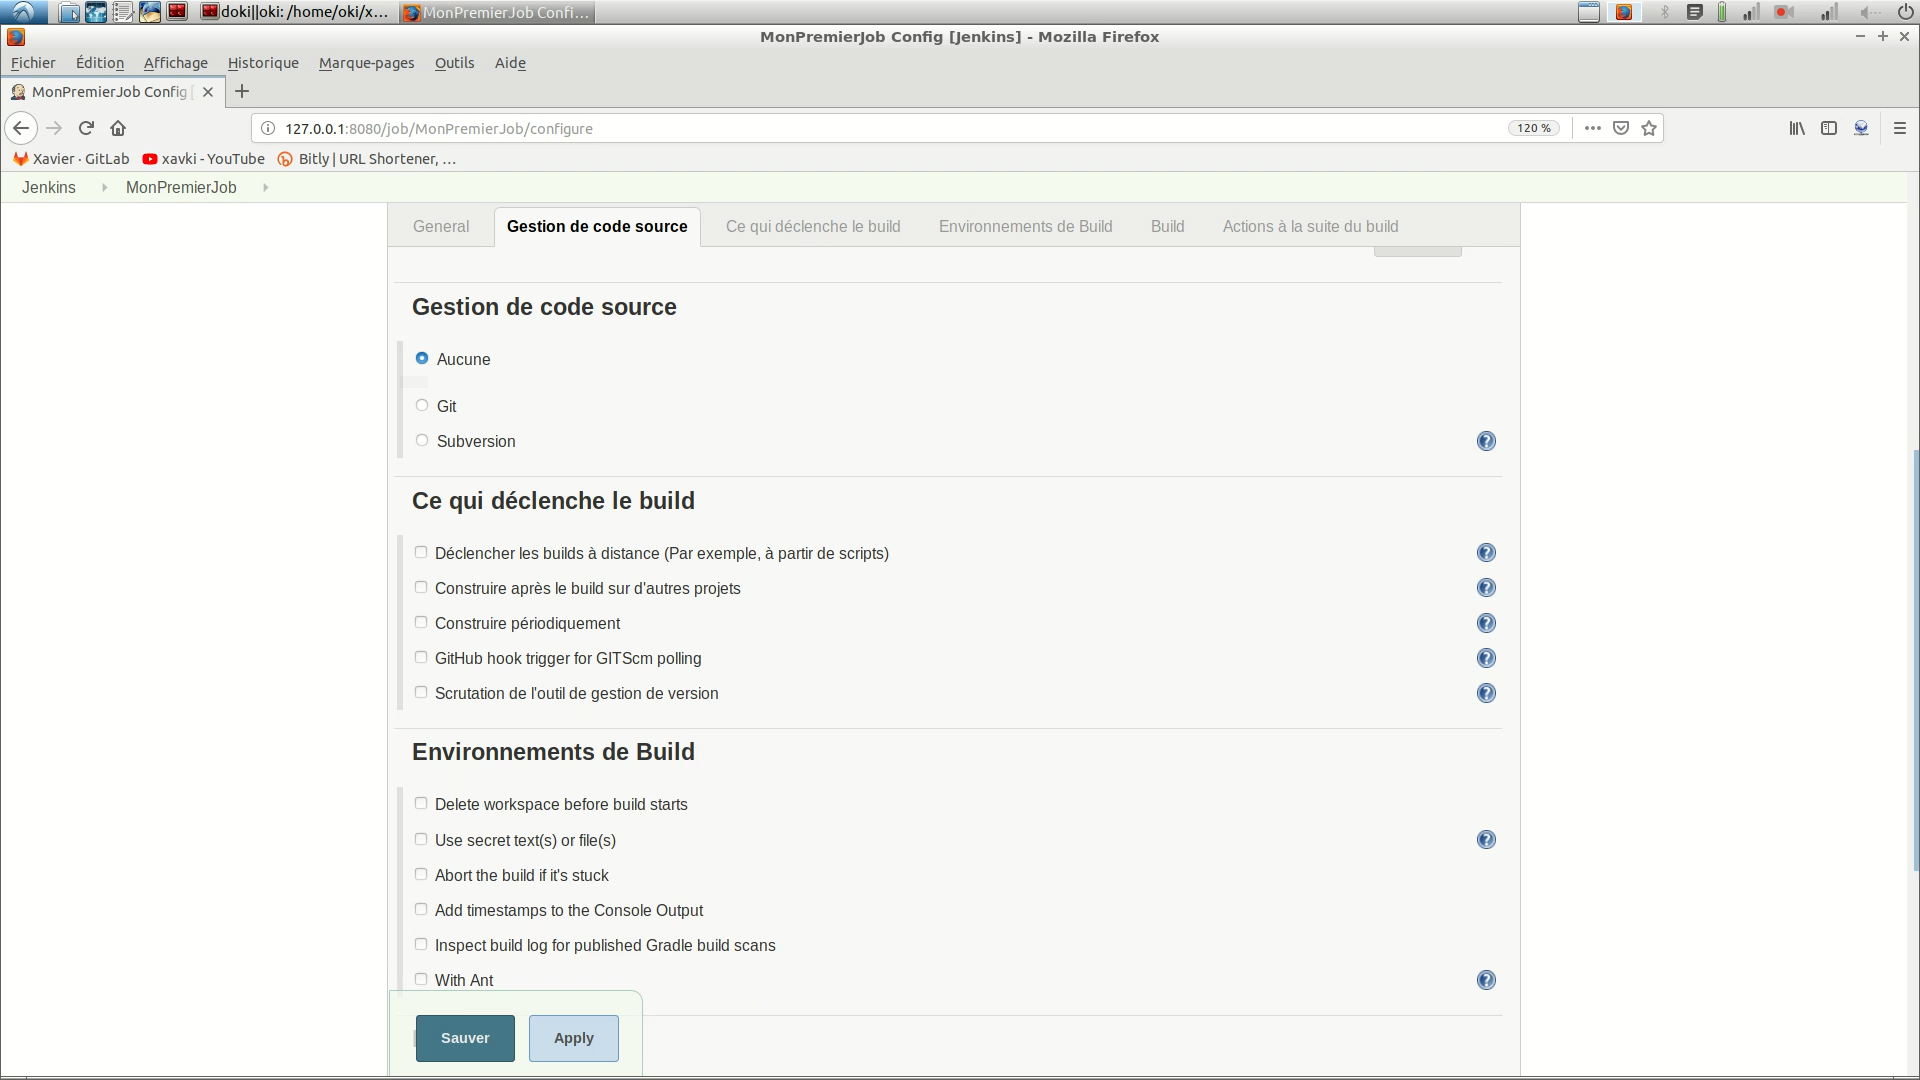 doki||oki: /home/oki/x...
MonPremierJob Confi...
MonPremierJob Config [Jenkins] - Mozilla Firefox
Fichier Édition Affichage Historique Marque-pages Outils Aide
MonPremierJob Config [
127.0.0.1:8080/job/MonPremierJob/configure
120 %
Xavier · GitLab
xavki - YouTube
Bitly | URL Shortener, ...
Jenkins
MonPremierJob
General
Gestion de code source
Ce qui déclenche le build
Environnements de Build
Build
Actions à la suite du build
Gestion de code source
Aucune
Git
Subversion
Ce qui déclenche le build
Déclencher les builds à distance (Par exemple, à partir de scripts)
Construire après le build sur d'autres projets
Construire périodiquement
GitHub hook trigger for GITScm polling
Scrutation de l'outil de gestion de version
Environnements de Build
Delete workspace before build starts
Use secret text(s) or file(s)
Abort the build if it's stuck
Add timestamps to the Console Output
Inspect build log for published Gradle build scans
With Ant
Sauver
Apply